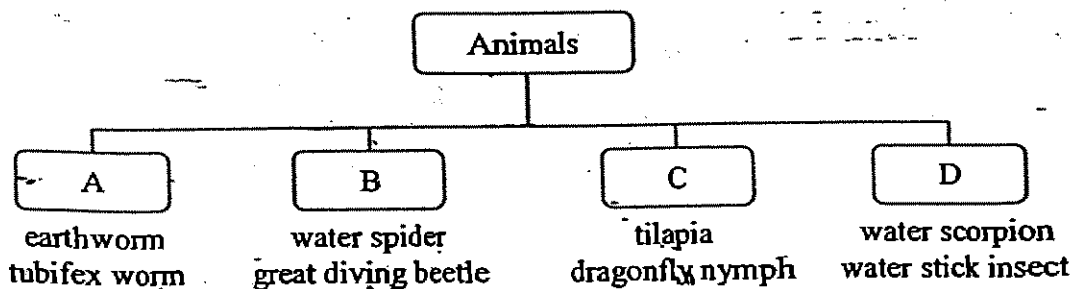 Animals
A B C D
earthworm water spider tilapia water scorpion
tubifex worm great diving beetle dragonfly nymph water stick insect